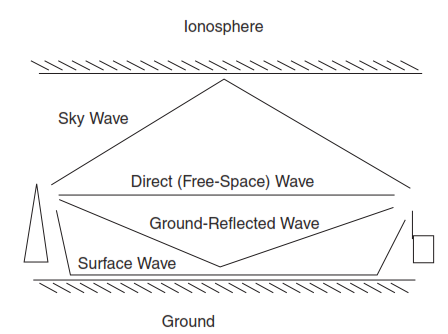 Ionosphere
Sky Wave
Direct (Free-Space) Wave
Ground-Reflected Wave
Surface Wave
Ground